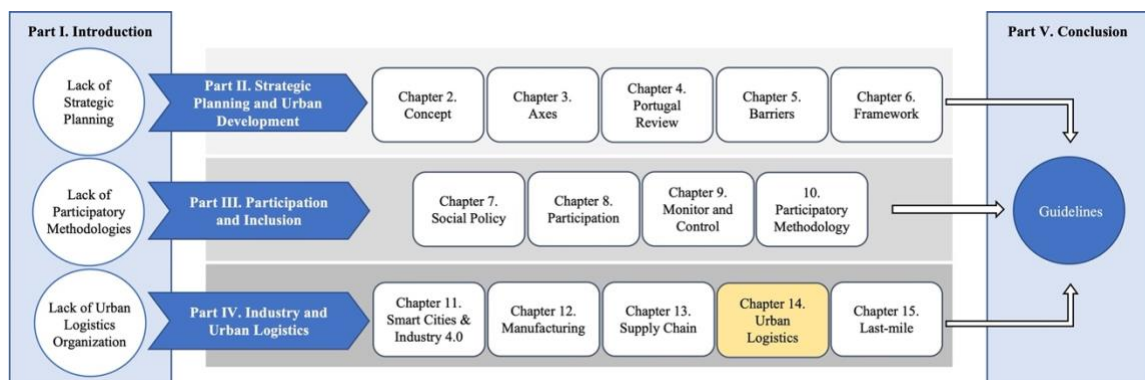 Part I. Introduction
Part V. Conclusion
Lack of
Strategic
Planning
Part II. Strategic
Planning and Urban
Development
Chapter 2.
Concept
Chapter 3.
Axes
Chapter 4.
Portugal
Review
Chapter 5.
Barriers
Chapter 6.
Framework
Lack of
Participatory
Methodologies
Part III. Participation
and Inclusion
Chapter 7.
Social Policy
Chapter 8.
Participation
Chapter 9.
Monitor and
Control
10.
Participatory
Methodology
Guidelines
Lack of Urban
Logistics
Organization
Part IV. Industry and
Urban Logistics
Chapter 11.
Smart Cities &
Industry 4.0
Chapter 12.
Manufacturing
Chapter 13.
Supply Chain
Chapter 14.
Urban
Logistics
Chapter 15.
Last-mile